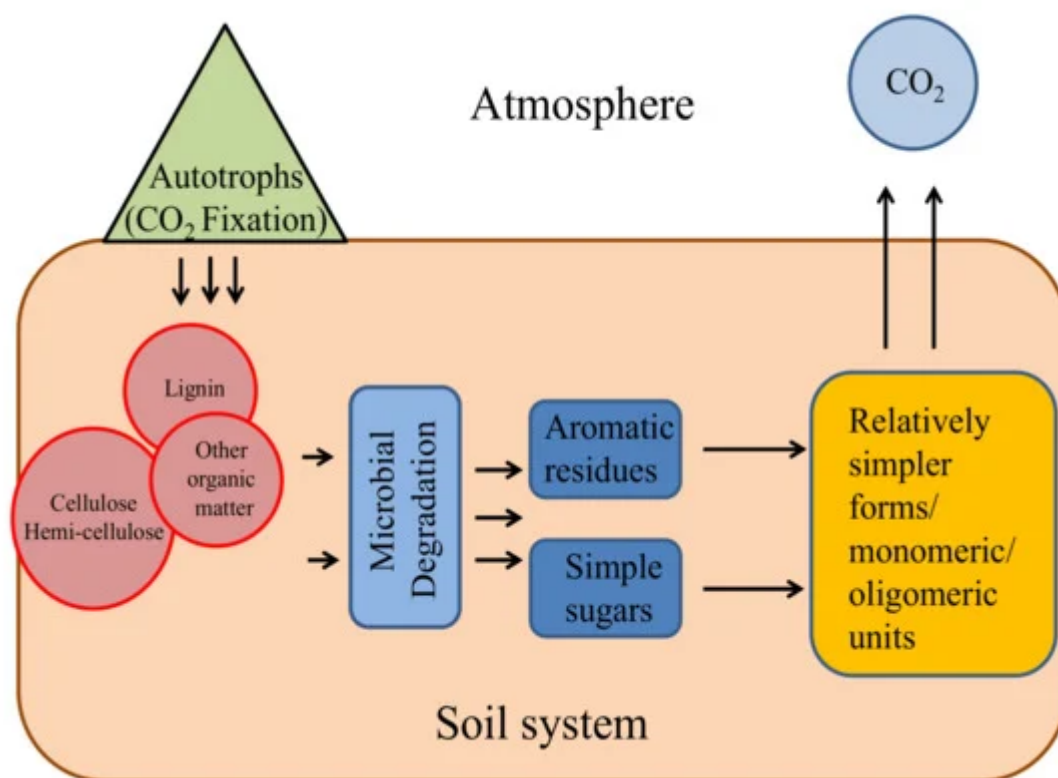 Atmosphere
CO₂
Autotrophs
(CO₂ Fixation)
Lignin
Other
organic
matter
Cellulose
Hemi-cellulose
Microbial
Degradation
Aromatic
residues
Simple
sugars
Relatively
simpler
forms/
monomeric/
oligomeric
units
Soil system